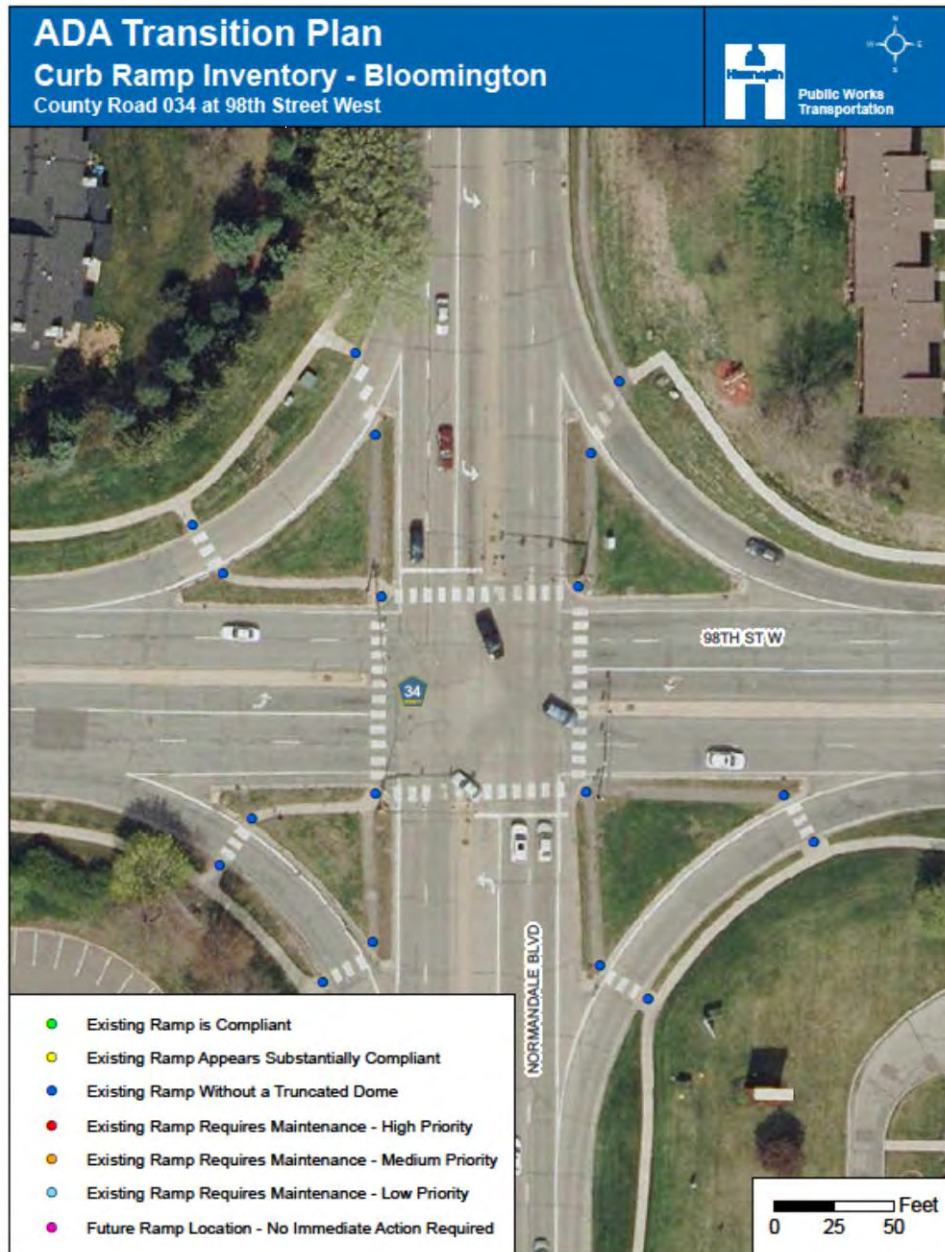 ADA Transition Plan
Curb Ramp Inventory - Bloomington
County Road 034 at 98th Street West
Hennepin
Public Works
Transportation
N
W
E
S
98TH ST W
34
NORMANDALE BLVD
Existing Ramp is Compliant
Existing Ramp Appears Substantially Compliant
Existing Ramp Without a Truncated Dome
Existing Ramp Requires Maintenance - High Priority
Existing Ramp Requires Maintenance - Medium Priority
Existing Ramp Requires Maintenance - Low Priority
Future Ramp Location - No Immediate Action Required
Feet
0 25 50